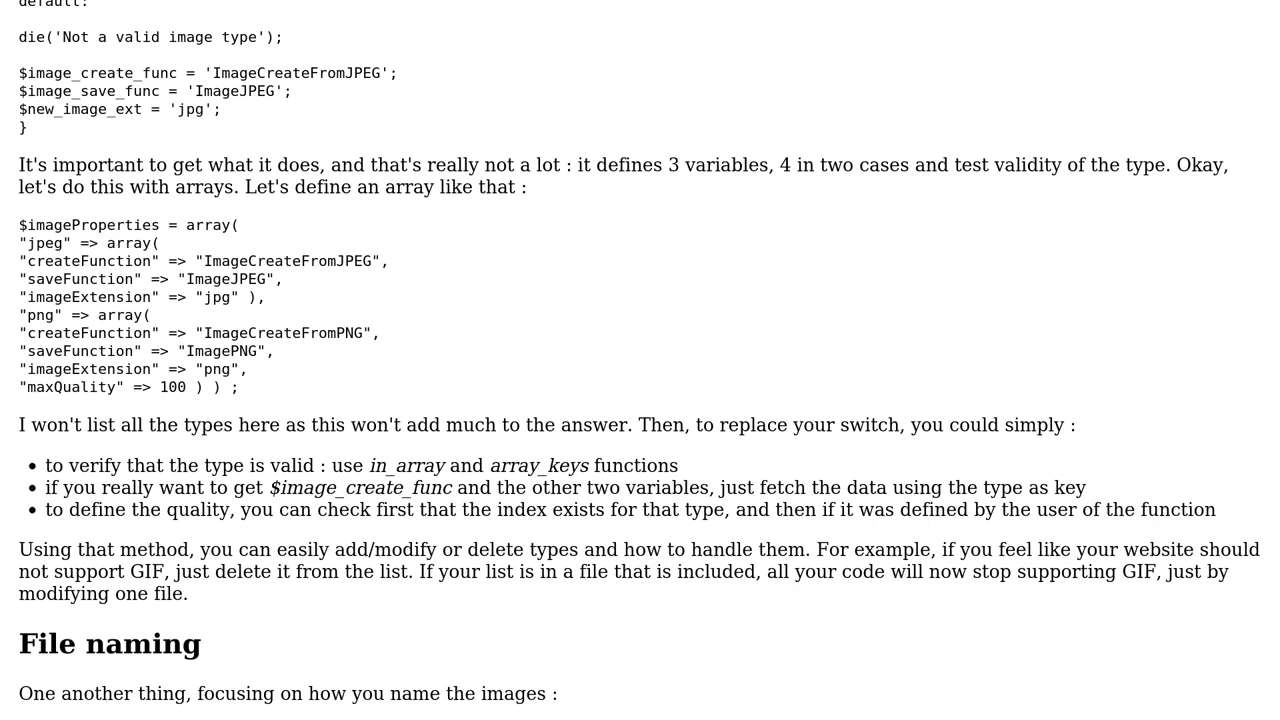 default:
die('Not a valid image type');
$image_create_func = 'ImageCreateFromJPEG';
$image_save_func = 'ImageJPEG';
$new_image_ext = 'jpg';
}
It's important to get what it does, and that's really not a lot : it defines 3 variables, 4 in two cases and test validity of the type. Okay,
let's do this with arrays. Let's define an array like that :
$imageProperties = array(
"jpeg" => array(
"createFunction" => "ImageCreateFromJPEG",
"saveFunction" => "ImageJPEG",
"imageExtension" => "jpg" ),
"png" => array(
"createFunction" => "ImageCreateFromPNG",
"saveFunction" => "ImagePNG",
"imageExtension" => "png",
"maxQuality" => 100 ) ) ;
I won't list all the types here as this won't add much to the answer. Then, to replace your switch, you could simply :
• to verify that the type is valid : use in_array and array_keys functions
• if you really want to get $image_create_func and the other two variables, just fetch the data using the type as key
• to define the quality, you can check first that the index exists for that type, and then if it was defined by the user of the function
Using that method, you can easily add/modify or delete types and how to handle them. For example, if you feel like your website should
not support GIF, just delete it from the list. If your list is in a file that is included, all your code will now stop supporting GIF, just by
modifying one file.
File naming
One another thing, focusing on how you name the images :